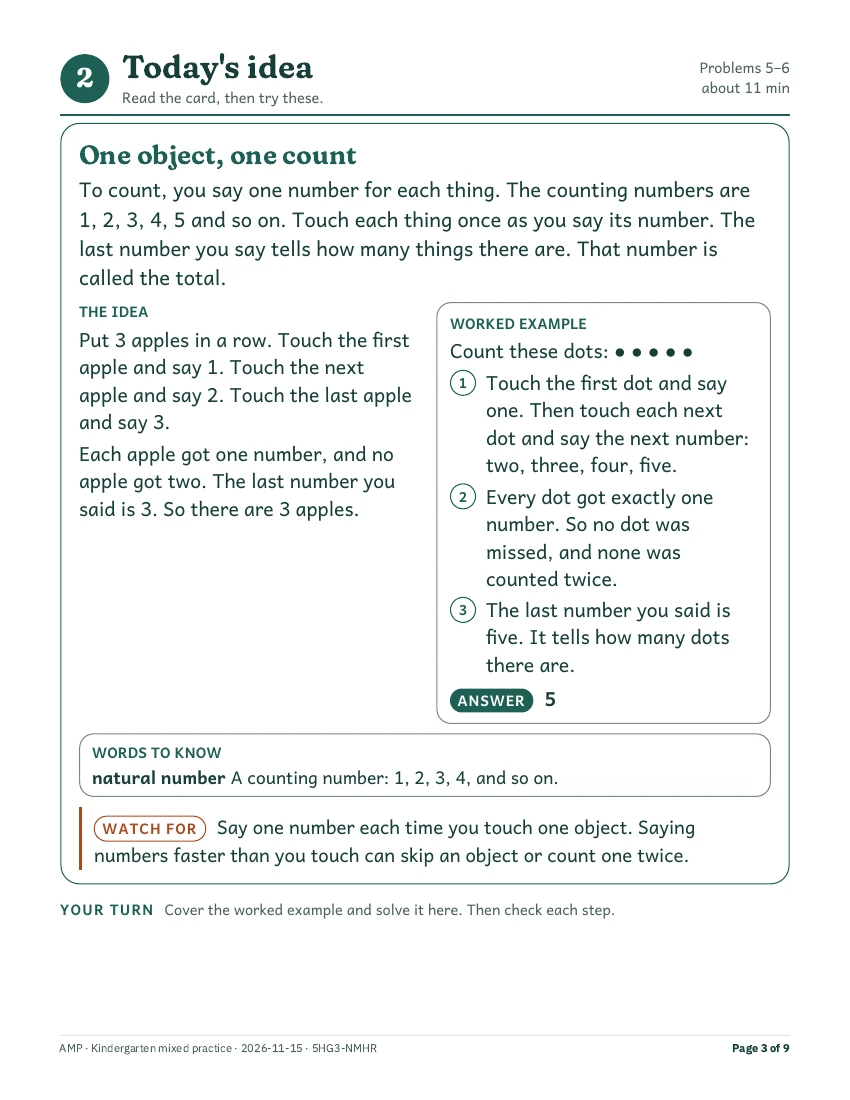 2
Today's idea
Read the card, then try these.
Problems 5–6
about 11 min
One object, one count
To count, you say one number for each thing. The counting numbers are
1, 2, 3, 4, 5 and so on. Touch each thing once as you say its number. The
last number you say tells how many things there are. That number is
called the total.
THE IDEA
Put 3 apples in a row. Touch the first
apple and say 1. Touch the next
apple and say 2. Touch the last apple
and say 3.
Each apple got one number, and no
apple got two. The last number you
said is 3. So there are 3 apples.
WORKED EXAMPLE
Count these dots: ● ● ● ● ●
1 Touch the first dot and say
one. Then touch each next
dot and say the next number:
two, three, four, five.
2 Every dot got exactly one
number. So no dot was
missed, and none was
counted twice.
3 The last number you said is
five. It tells how many dots
there are.
ANSWER 5
WORDS TO KNOW
natural number A counting number: 1, 2, 3, 4, and so on.
WATCH FOR Say one number each time you touch one object. Saying
numbers faster than you touch can skip an object or count one twice.
YOUR TURN Cover the worked example and solve it here. Then check each step.
AMP · Kindergarten mixed practice · 2026-11-15 · 5HG3-NMHR
Page 3 of 9